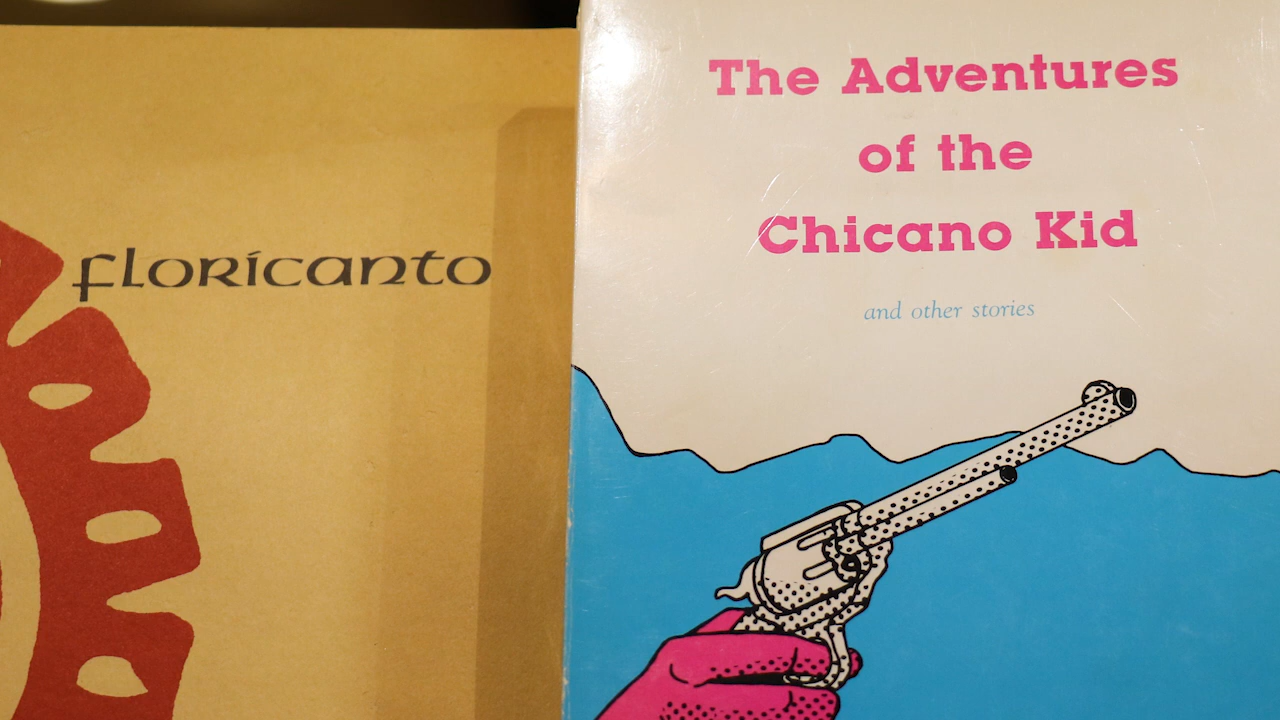 floricanto
The Adventures
of the
Chicano Kid
and other stories